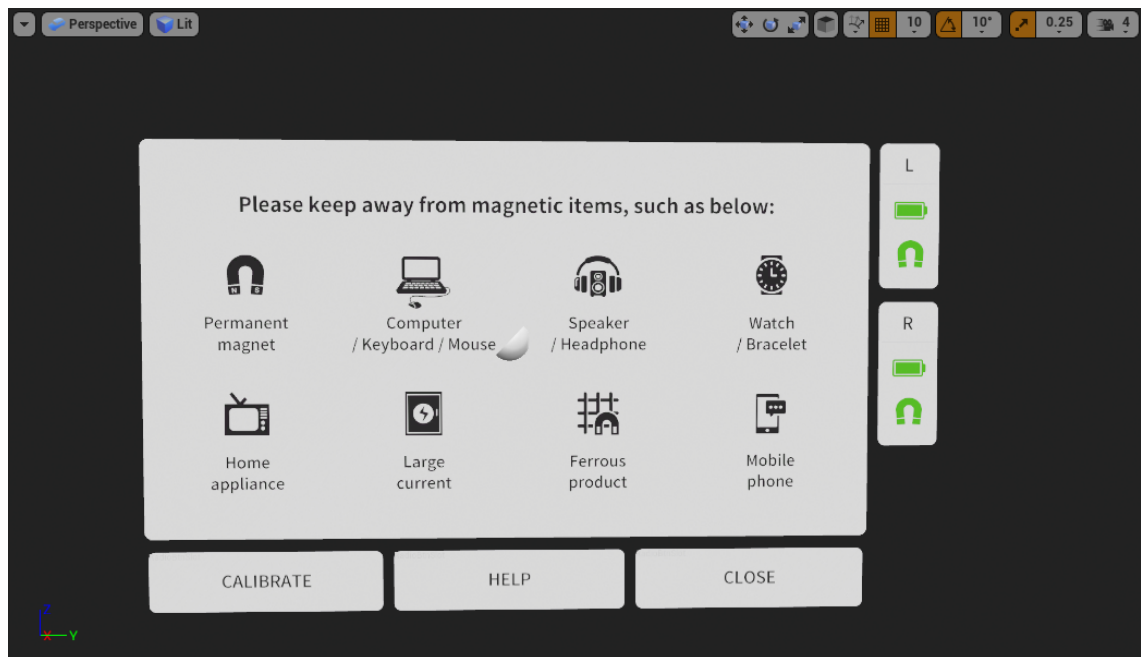 Perspective
Lit
10
10°
0.25
4
Please keep away from magnetic items, such as below:
L
N S
Permanent
magnet
Computer
/ Keyboard / Mouse
Speaker
/ Headphone
Watch
/ Bracelet
R
Home
appliance
Large
current
Ferrous
product
Mobile
phone
CALIBRATE
HELP
CLOSE
Z
X
Y